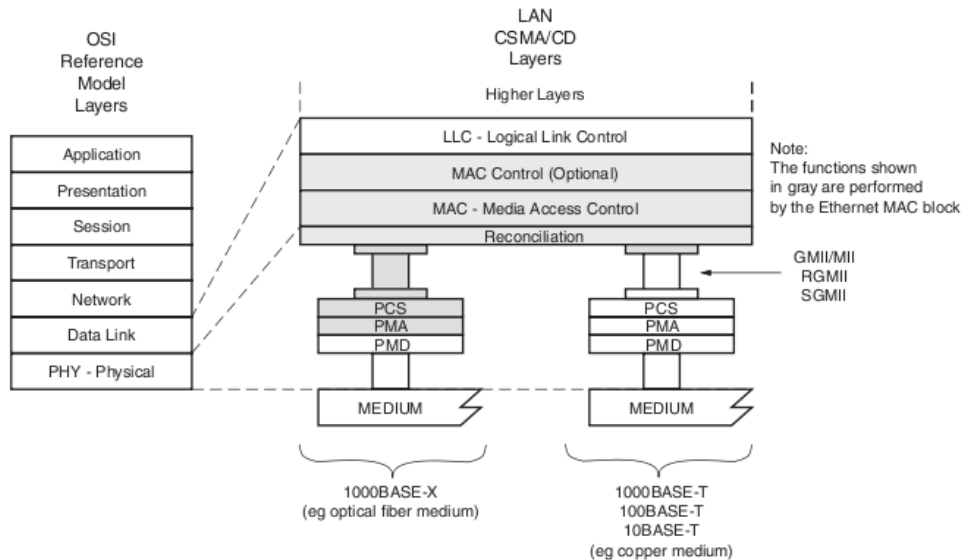 OSI
Reference
Model
Layers
Application
Presentation
Session
Transport
Network
Data Link
PHY - Physical
LAN
CSMA/CD
Layers
Higher Layers
LLC - Logical Link Control
MAC Control (Optional)
MAC - Media Access Control
Reconciliation
Note:
The functions shown
in gray are performed
by the Ethernet MAC block
GMII/MII
RGMII
SGMII
PCS
PMA
PMD
MEDIUM
1000BASE-X
(eg optical fiber medium)
PCS
PMA
PMD
MEDIUM
1000BASE-T
100BASE-T
10BASE-T
(eg copper medium)